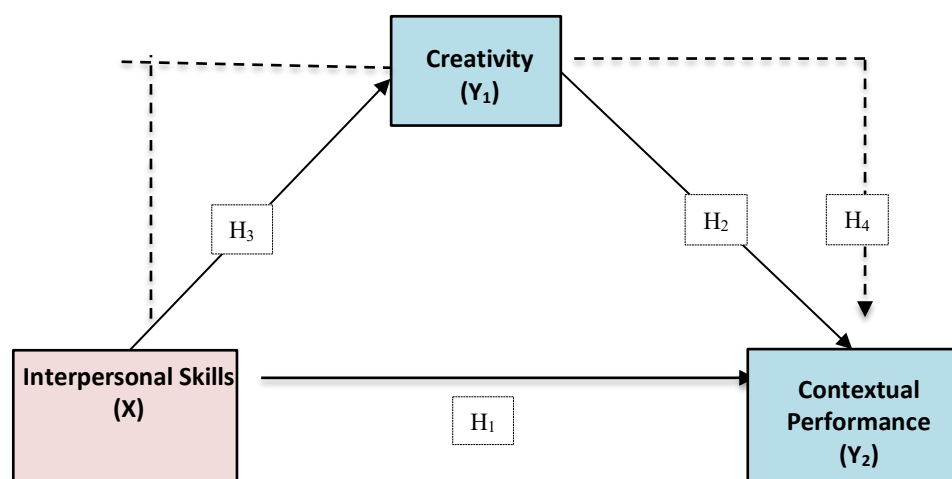 Creativity
(Y₁)
H₃
H₂
H₄
Interpersonal Skills
(X)
H₁
Contextual
Performance
(Y₂)